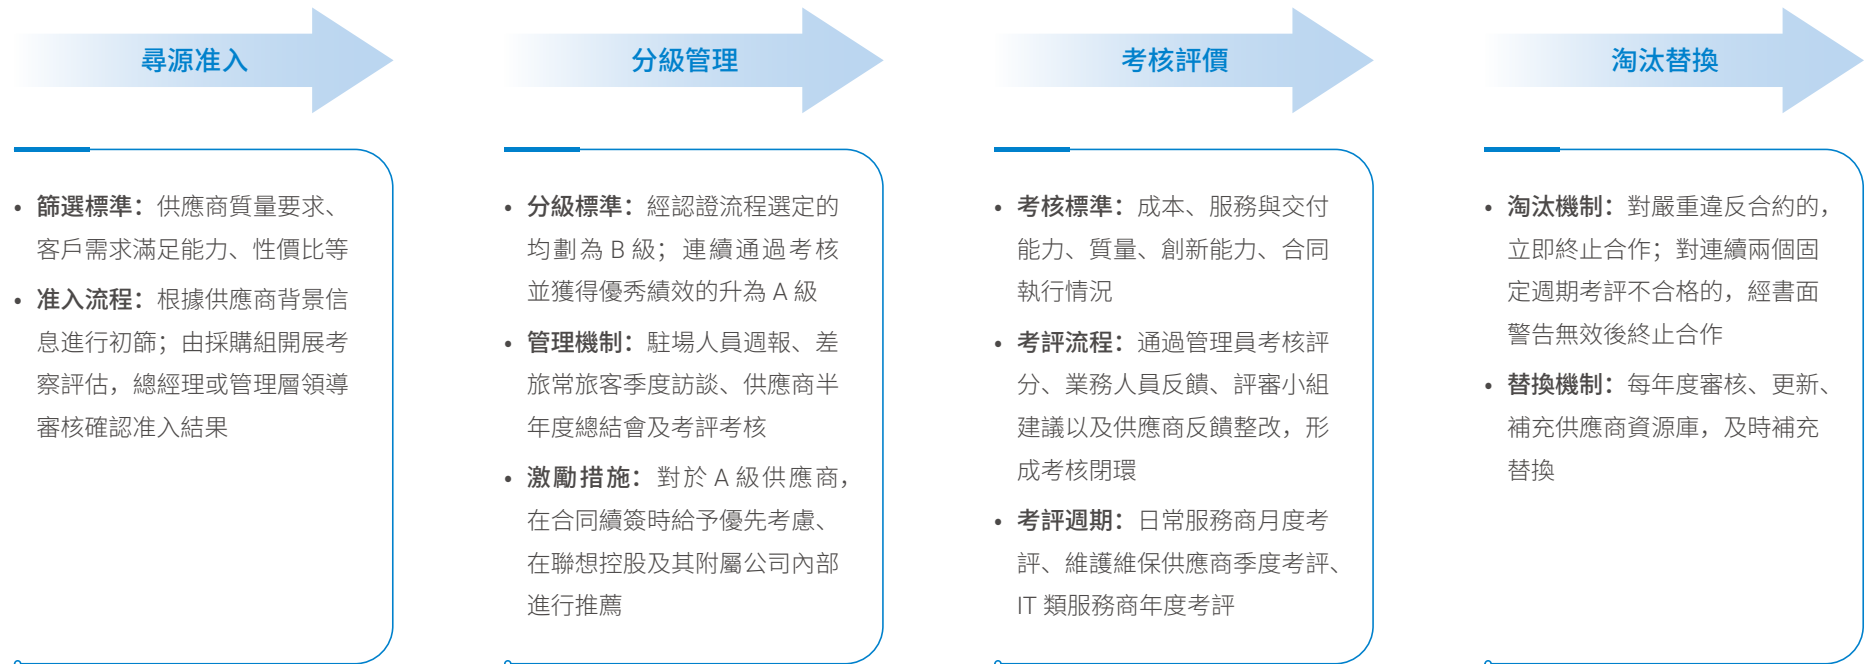 尋源准入
• 篩選標準：供應商質量要求、
客戶需求滿足能力、性價比等
• 准入流程：根據供應商背景信
息進行初篩；由採購組開展考
察評估，總經理或管理層領導
審核確認准入結果
分級管理
• 分級標準：經認證流程選定的
均劃為 B 級；連續通過考核
並獲得優秀績效的升為 A 級
• 管理機制：駐場人員週報、差
旅常旅客季度訪談、供應商半
年度總結會及考評考核
• 激勵措施：對於 A 級供應商，
在合同續簽時給予優先考慮、
在聯想控股及其附屬公司內部
進行推薦
考核評價
• 考核標準：成本、服務與交付
能力、質量、創新能力、合同
執行情況
• 考評流程：通過管理員考核評
分、業務人員反饋、評審小組
建議以及供應商反饋整改，形
成考核閉環
• 考評週期：日常服務商月度考
評、維護維保供應商季度考評、
IT 類服務商年度考評
淘汰替換
• 淘汰機制：對嚴重違反合約的，
立即終止合作；對連續兩個固
定週期考評不合格的，經書面
警告無效後終止合作
• 替換機制：每年度審核、更新、
補充供應商資源庫，及時補充
替換